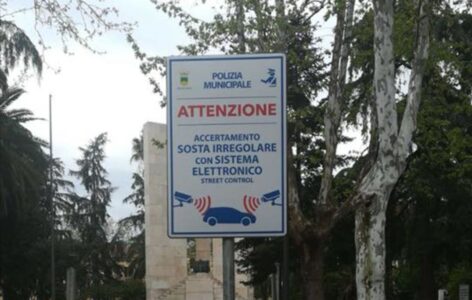 POLIZIA
MUNICIPALE
ATTENZIONE
ACCERTAMENTO
SOSTA IRREGOLARE
CON SISTEMA
ELETTRONICO
STREET CONTROL